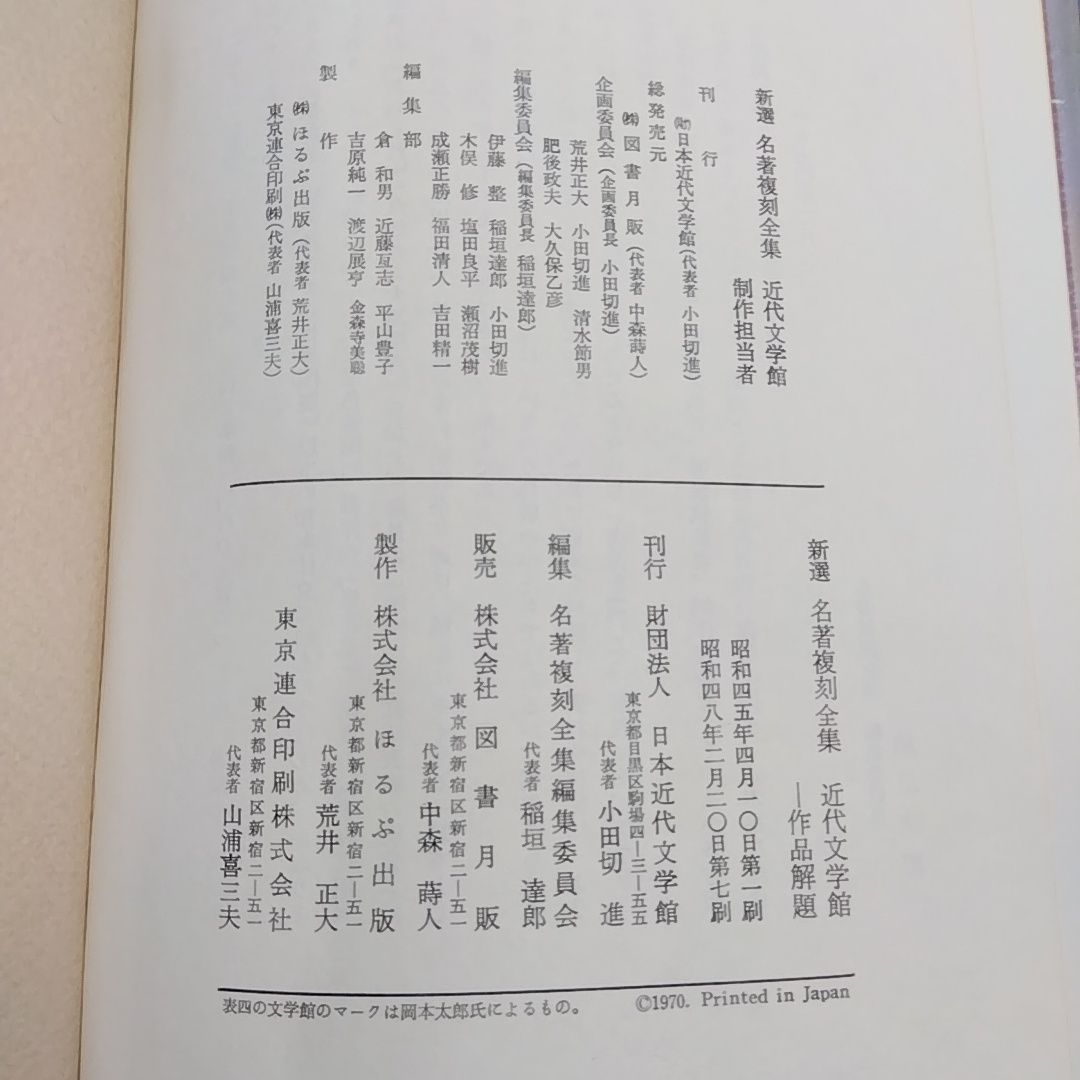 新選 名著複刻全集 近代文学館
制作担当者
刊行
㈶日本近代文学館（代表者 小田切進）
総発売元
㈱図書月販（代表者 中森蒔人）
企画委員会（企画委員長 小田切進）
荒井正大 小田切進 清水節男
肥後政夫 大久保乙彦
編集委員会（編集委員長 稲垣達郎）
伊藤整 稲垣達郎 小田切進
木俣修 塩田良平 瀬沼茂樹
成瀬正勝 福田清人 吉田精一
編集部
倉和男 近藤亙志 平山豊子
吉原純一 渡辺展亨 金森寺美聡
製作
㈱ほるぷ出版（代表者 荒井正大）
東京連合印刷㈱（代表者 山浦喜三夫）
新選 名著複刻全集 近代文学館
―作品解題
昭和四五年四月一〇日第一刷
昭和四八年二月二〇日第七刷
刊行 財団法人 日本近代文学館
東京都目黒区駒場四―三―五五
代表者 小田切 進
編集 名著複刻全集編集委員会
代表者 稲垣 達郎
販売 株式会社 図書月販
東京都新宿区新宿二―五一
代表者 中森 蒔人
製作 株式会社 ほるぷ出版
東京都新宿区新宿二―五一
代表者 荒井 正大
東京連合印刷株式会社
東京都新宿区新宿二―五一
代表者 山浦喜三夫
表四の文学館のマークは岡本太郎氏によるもの。
©1970. Printed in Japan